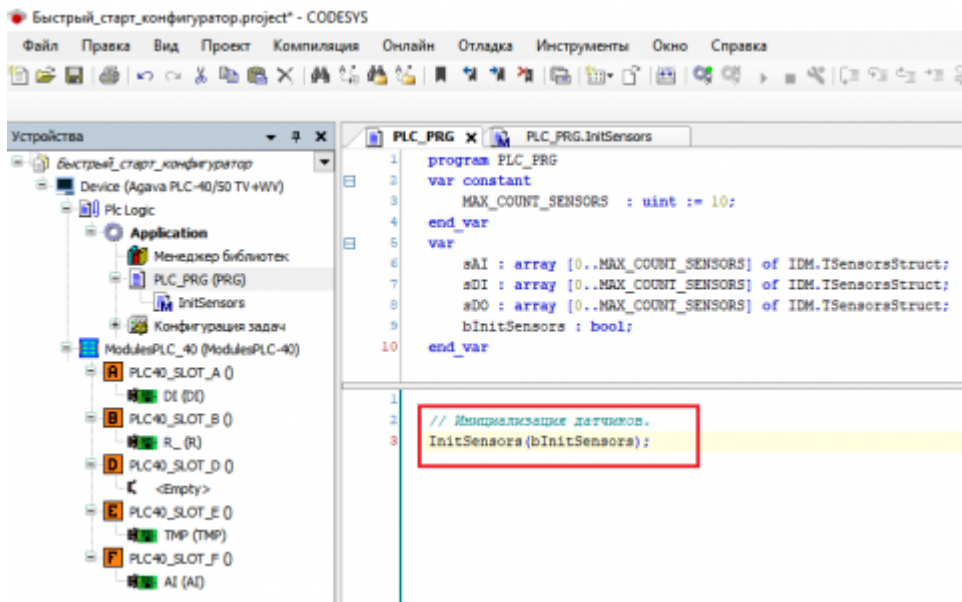 Быстрый_старт_конфигуратор.project* - CODESYS
Файл Правка Вид Проект Компиляция Онлайн Отладка Инструменты Окно Справка
Устройства
Быстрый_старт_конфигуратор
Device (Agava PLC-40/50 TV+WV)
Plc Logic
Application
Менеджер библиотек
PLC_PRG (PRG)
InitSensors
Конфигурация задач
ModulesPLC_40 (ModulesPLC-40)
A PLC40_SLOT_A ()
DI (DI)
B PLC40_SLOT_B ()
R_ (R)
D PLC40_SLOT_D ()
<Empty>
E PLC40_SLOT_E ()
TMP (TMP)
F PLC40_SLOT_F ()
AI (AI)
PLC_PRG PLC_PRG.InitSensors
1 program PLC_PRG
2 var constant
3 MAX_COUNT_SENSORS : uint := 10;
4 end_var
5 var
6 sAI : array [0..MAX_COUNT_SENSORS] of IDM.TSensorsStruct;
7 sDI : array [0..MAX_COUNT_SENSORS] of IDM.TSensorsStruct;
8 sDO : array [0..MAX_COUNT_SENSORS] of IDM.TSensorsStruct;
9 bInitSensors : bool;
10 end_var
1
2 // Инициализация датчиков.
3 InitSensors(bInitSensors);